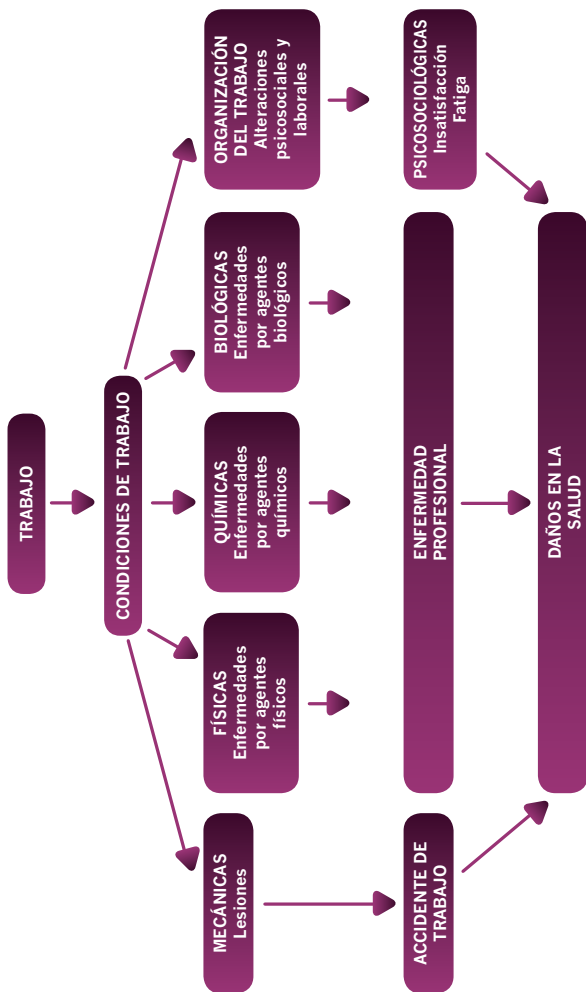 TRABAJO
CONDICIONES DE TRABAJO
MECÁNICAS
Lesiones
FÍSICAS
Enfermedades
por agentes
físicos
QUÍMICAS
Enfermedades
por agentes
químicos
BIOLÓGICAS
Enfermedades
por agentes
biológicos
ORGANIZACIÓN
DEL TRABAJO
Alteraciones
psicosociales y
laborales
ACCIDENTE DE
TRABAJO
ENFERMEDAD
PROFESIONAL
PSICOSOCIOLÓGICAS
Insatisfacción
Fatiga
DAÑOS EN LA
SALUD